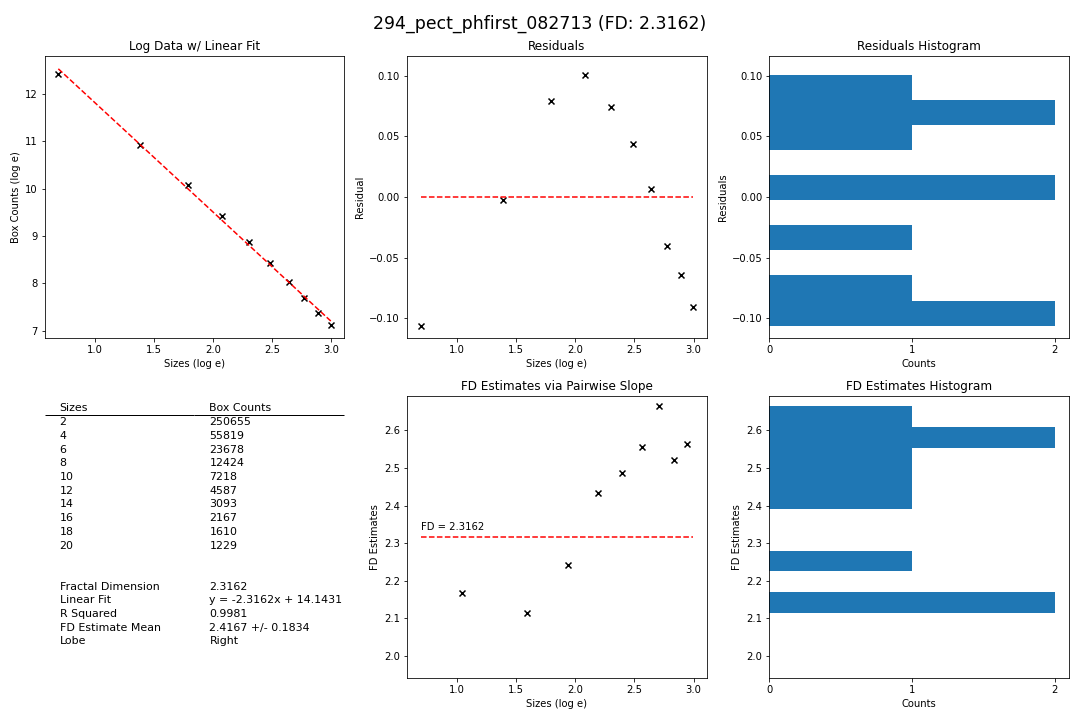 294_pect_phfirst_082713 (FD: 2.3162)
Log Data w/ Linear Fit
Box Counts (log e)
12
11
10
9
8
7
1.0 1.5 2.0 2.5 3.0
Sizes (log e)
Residuals
Residual
0.10
0.05
0.00
−0.05
−0.10
1.0 1.5 2.0 2.5 3.0
Sizes (log e)
Residuals Histogram
Residuals
0.10
0.05
0.00
−0.05
−0.10
0 1 2
Counts
Sizes Box Counts
2 250655
4 55819
6 23678
8 12424
10 7218
12 4587
14 3093
16 2167
18 1610
20 1229
Fractal Dimension 2.3162
Linear Fit y = -2.3162x + 14.1431
R Squared 0.9981
FD Estimate Mean 2.4167 +/- 0.1834
Lobe Right
FD Estimates via Pairwise Slope
FD Estimates
2.6
2.5
2.4
2.3
2.2
2.1
2.0
FD = 2.3162
1.0 1.5 2.0 2.5 3.0
Sizes (log e)
FD Estimates Histogram
FD Estimates
2.6
2.5
2.4
2.3
2.2
2.1
2.0
0 1 2
Counts